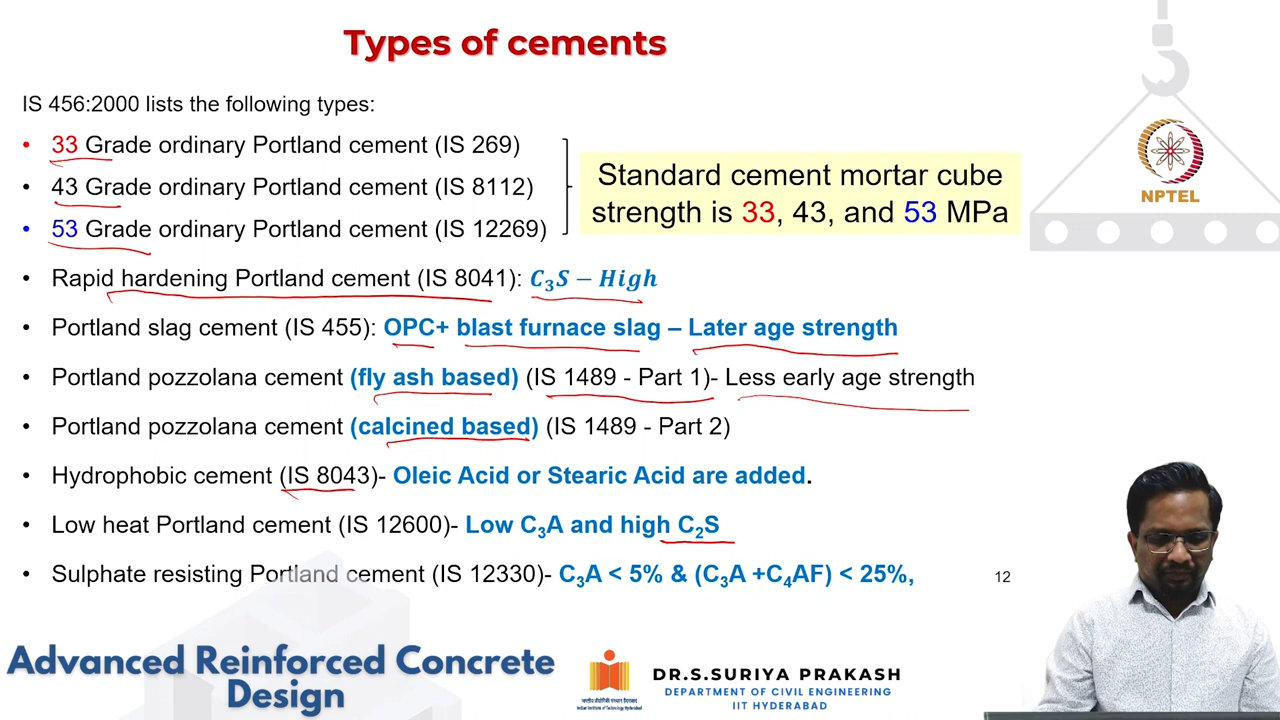 Types of cements
IS 456:2000 lists the following types:
• 33 Grade ordinary Portland cement (IS 269)
• 43 Grade ordinary Portland cement (IS 8112)
• 53 Grade ordinary Portland cement (IS 12269)
Standard cement mortar cube
strength is 33, 43, and 53 MPa
NPTEL
• Rapid hardening Portland cement (IS 8041): C₃S – High
• Portland slag cement (IS 455): OPC+ blast furnace slag – Later age strength
• Portland pozzolana cement (fly ash based) (IS 1489 - Part 1)- Less early age strength
• Portland pozzolana cement (calcined based) (IS 1489 - Part 2)
• Hydrophobic cement (IS 8043)- Oleic Acid or Stearic Acid are added.
• Low heat Portland cement (IS 12600)- Low C₃A and high C₂S
• Sulphate resisting Portland cement (IS 12330)- C₃A < 5% & (C₃A +C₄AF) < 25%,
12
Advanced Reinforced Concrete
Design
भारतीय प्रौद्योगिकी संस्थान हैदराबाद
Indian Institute of Technology Hyderabad
DR.S.SURIYA PRAKASH
DEPARTMENT OF CIVIL ENGINEERING
IIT HYDERABAD